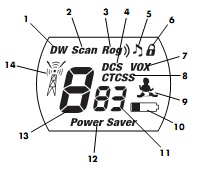 1 2 3 4 5 6
DW Scan Rog
14 DCS VOX 7
CTCSS 8
8 83 9
10
13 Power Saver 11
12